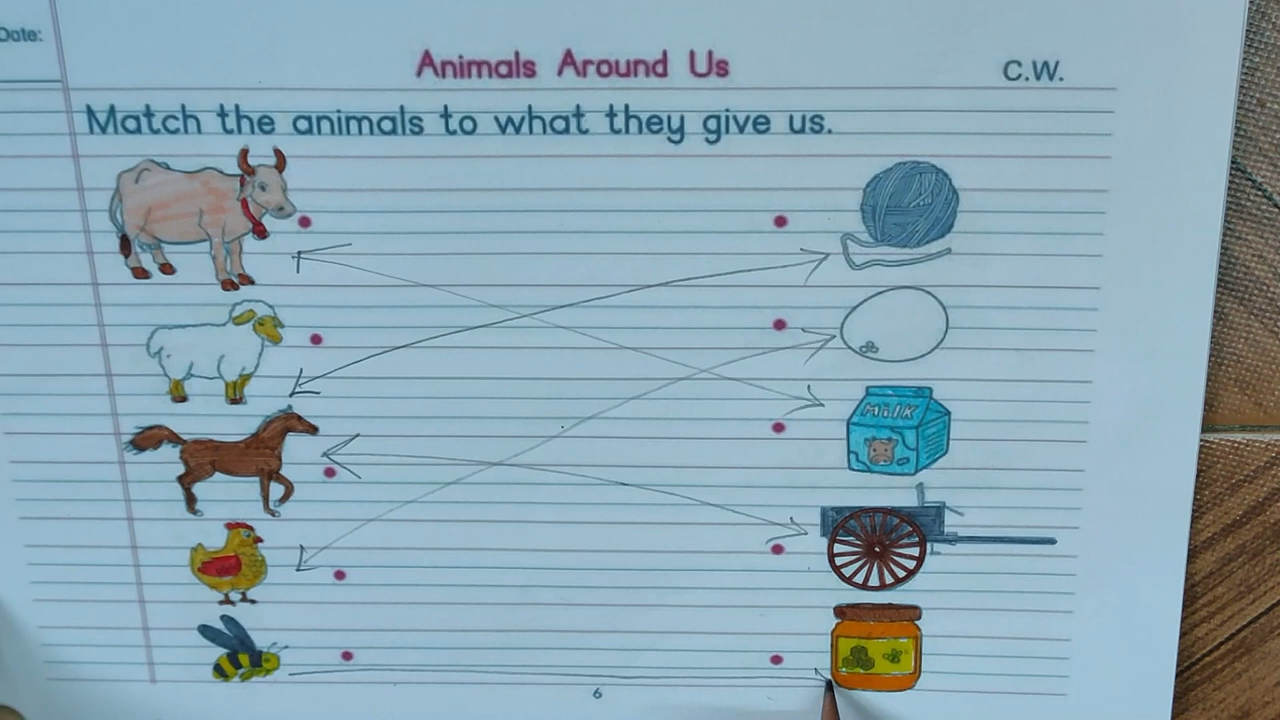 Date:
Animals Around Us
C.W.
Match the animals to what they give us.
MiLK
6